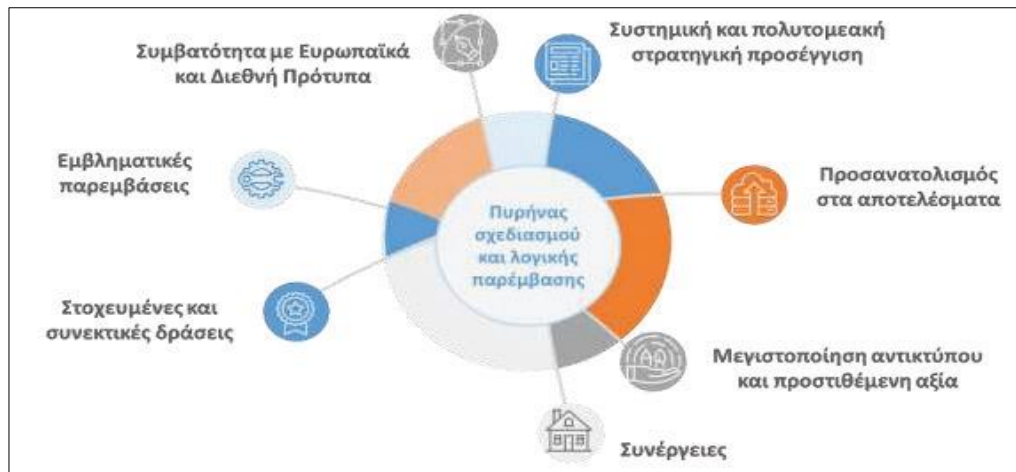 Συμβατότητα με Ευρωπαϊκά
και Διεθνή Πρότυπα
Συστημική και πολυτομεακή
στρατηγική προσέγγιση
Εμβληματικές
παρεμβάσεις
Προσανατολισμός
στα αποτελέσματα
Πυρήνας
σχεδιασμού
και λογικής
παρέμβασης
Στοχευμένες και
συνεκτικές δράσεις
Μεγιστοποίηση αντικτύπου
και προστιθέμενη αξία
Συνέργειες